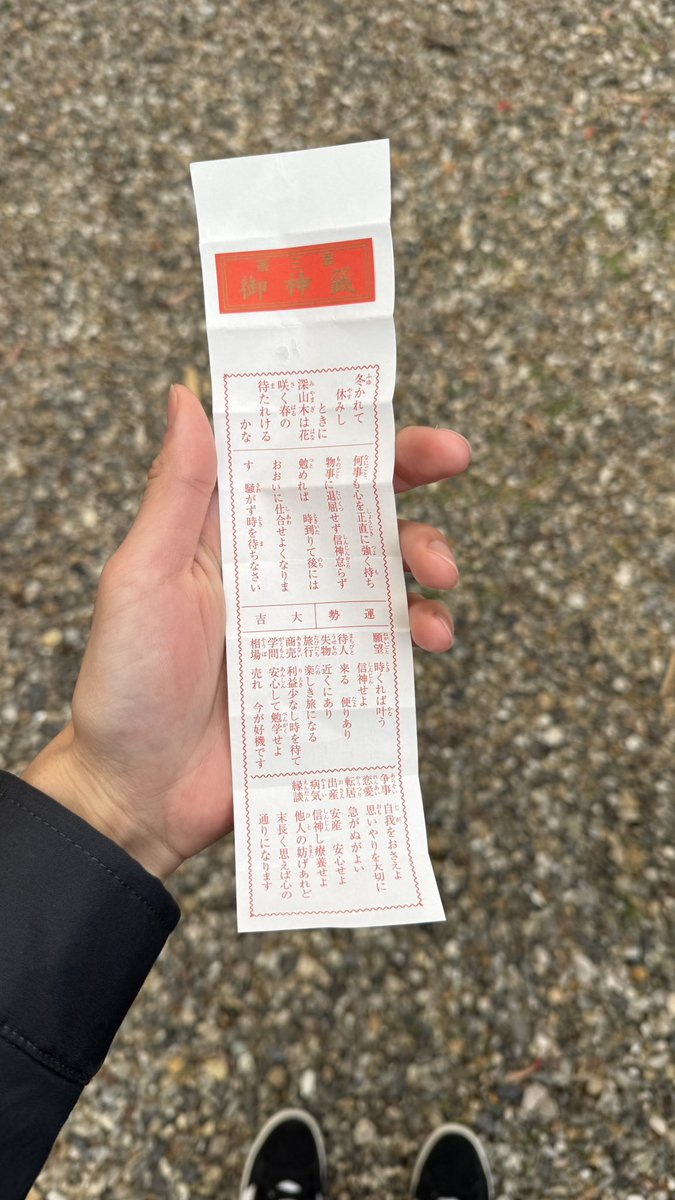 御神籤
冬かれて
休みし
ときに
深山木は花
咲く春の
待たれける
かな
何事も心を正直に強く持ち
物事に退屈せず信神怠らず
勉めれば　時到りて後には
おおいに仕合せよくなりま
す　騒がず時を待ちなさい
運勢　大吉
願望　時くれば叶う
信神せよ
待人　来る　便りあり
失物　近くにあり
旅行　楽しき旅になる
商売　利益少なし時を待て
学問　安心して勉学せよ
相場　売れ　今が好機です
争事　自我をおさえよ
恋愛　思いやりを大切に
転居　急がぬがよい
出産　安産　安心せよ
病気　信神し療養せよ
縁談　他人の妨げあれど
末長く思えば心の
通りになります